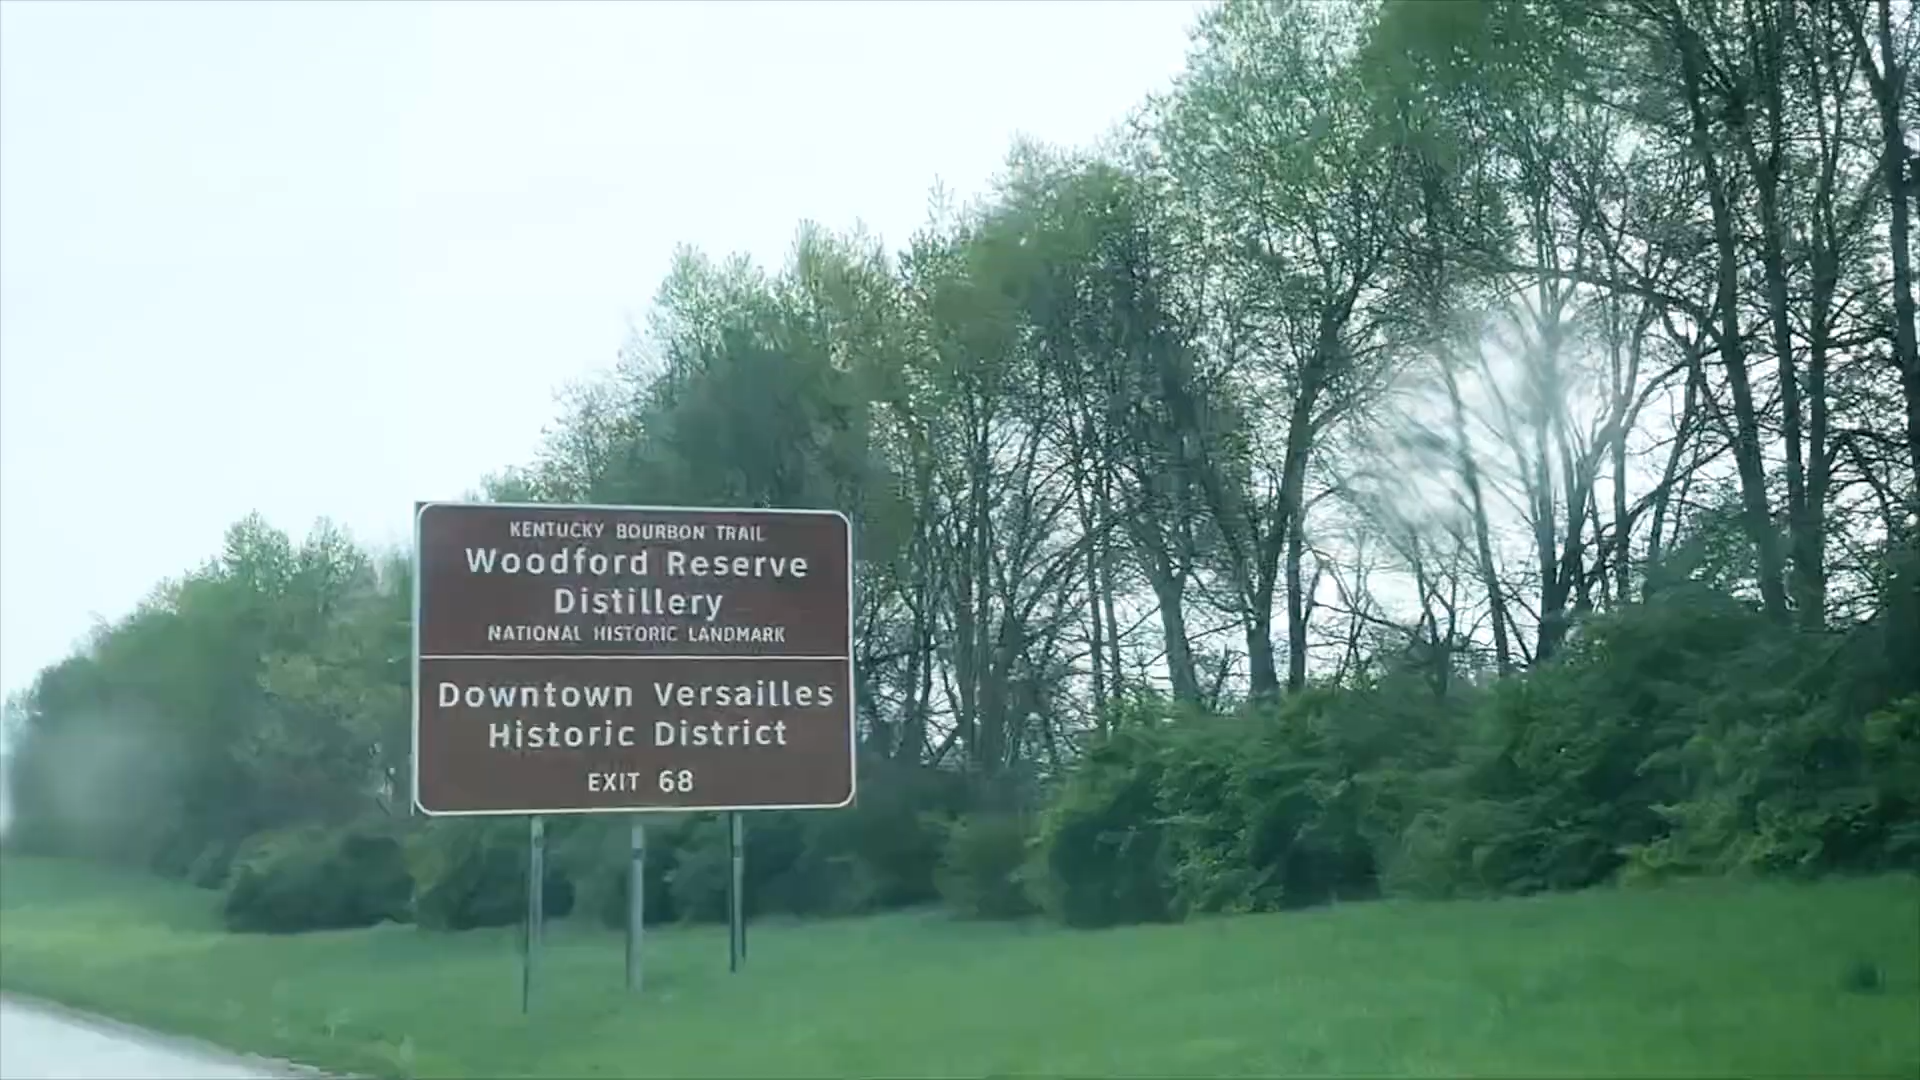 KENTUCKY BOURBON TRAIL
Woodford Reserve
Distillery
NATIONAL HISTORIC LANDMARK
Downtown Versailles
Historic District
EXIT 68